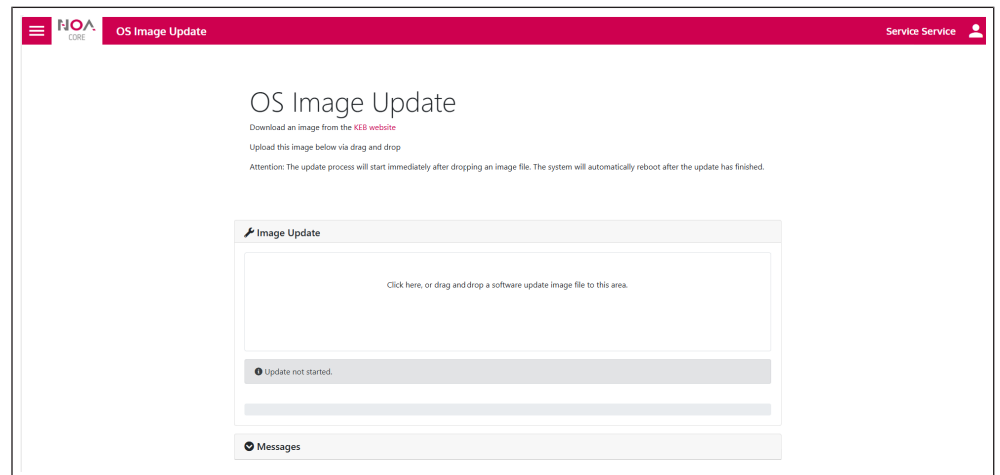 NOA
CORE
OS Image Update
Service Service
OS Image Update
Download an image from the KEB website
Upload this image below via drag and drop
Attention: The update process will start immediately after dropping an image file. The system will automatically reboot after the update has finished.
Image Update
Click here, or drag and drop a software update image file to this area.
Update not started.
Messages